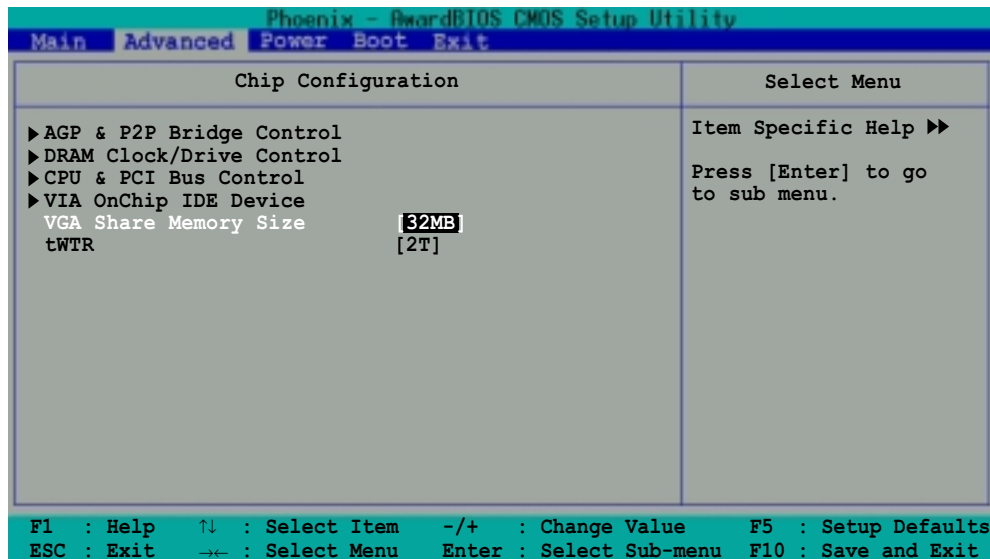 Phoenix - AwardBIOS CMOS Setup Utility
Main Advanced Power Boot Exit
Chip Configuration
Select Menu
▶ AGP & P2P Bridge Control
▶ DRAM Clock/Drive Control
▶ CPU & PCI Bus Control
▶ VIA OnChip IDE Device
VGA Share Memory Size [32MB]
tWTR [2T]
Item Specific Help ▶▶
Press [Enter] to go
to sub menu.
F1 : Help ↑↓ : Select Item -/+ : Change Value F5 : Setup Defaults
ESC : Exit →← : Select Menu Enter : Select Sub-menu F10 : Save and Exit